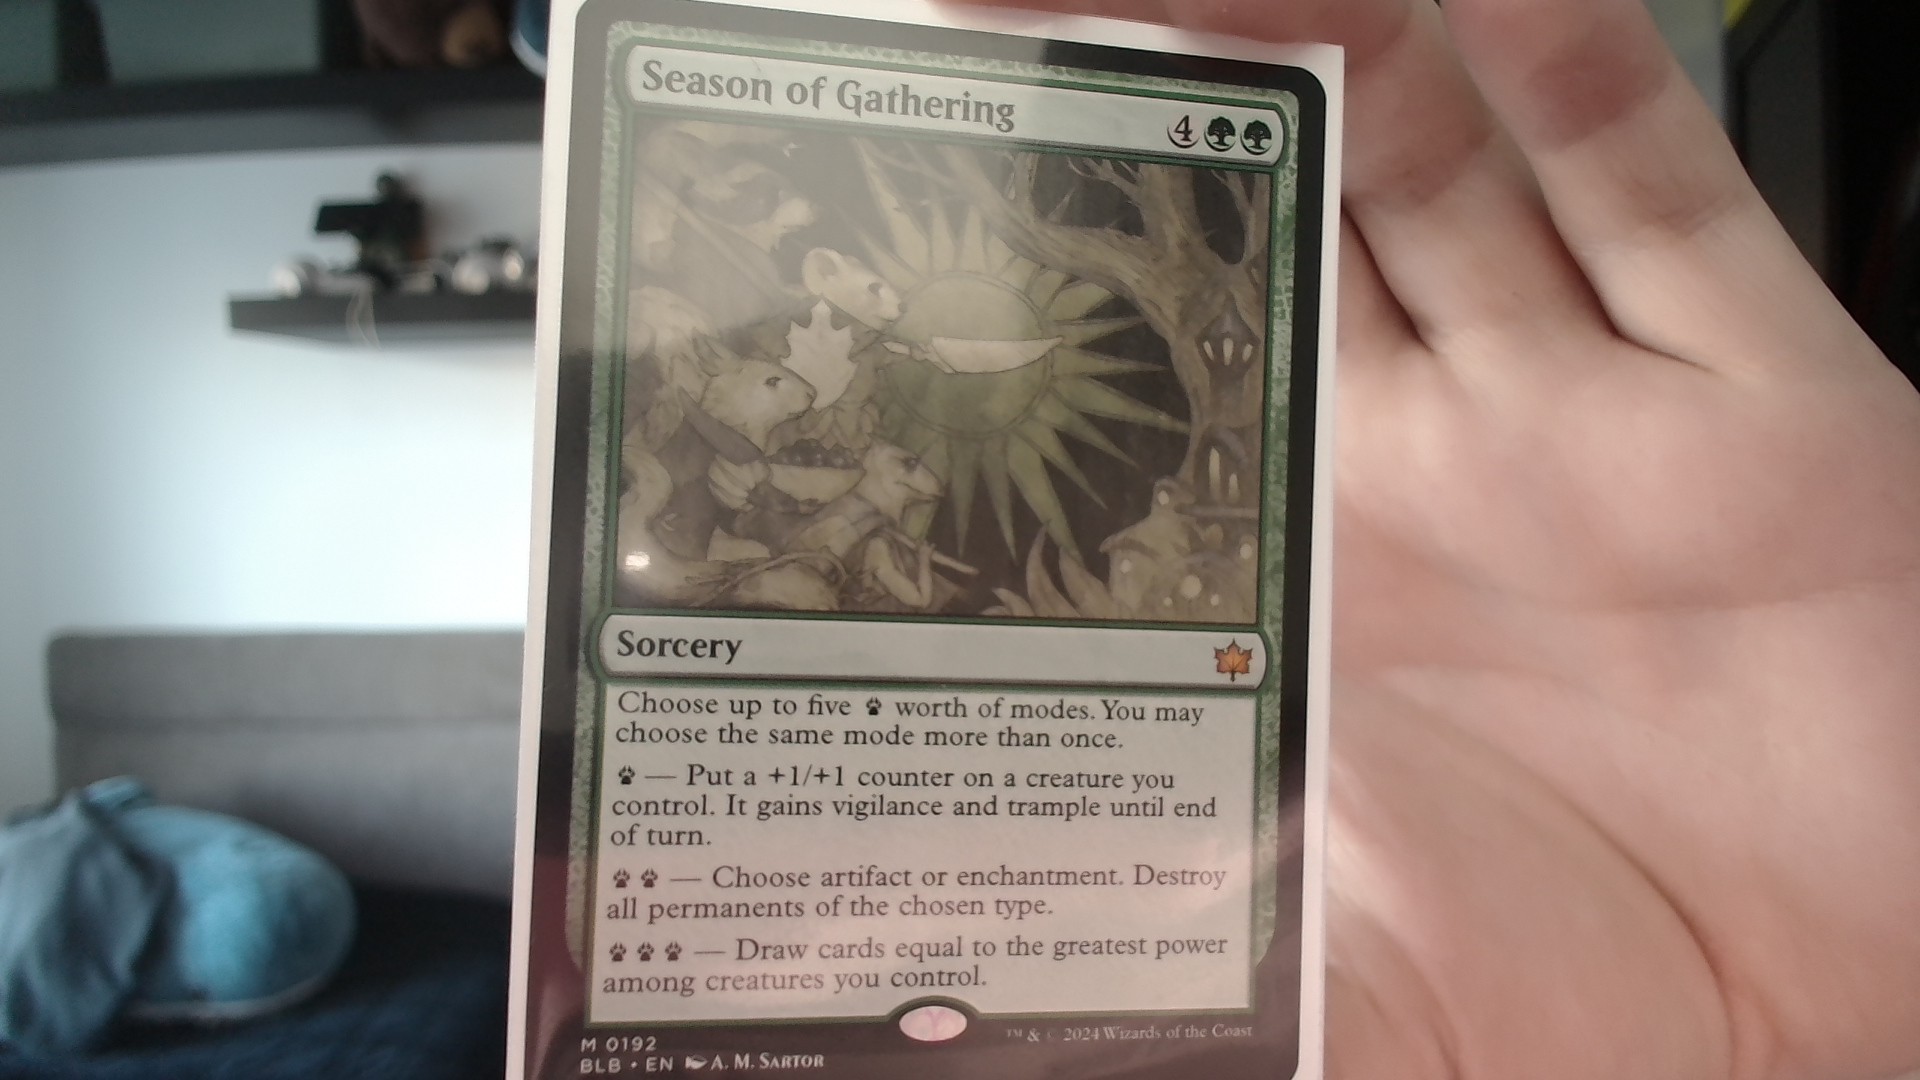 Season of Gathering
4
Sorcery
Choose up to five worth of modes. You may
choose the same mode more than once.
— Put a +1/+1 counter on a creature you
control. It gains vigilance and trample until end
of turn.
— Choose artifact or enchantment. Destroy
all permanents of the chosen type.
— Draw cards equal to the greatest power
among creatures you control.
M 0192
™ & © 2024 Wizards of the Coast
BLB • EN A. M. Sartor